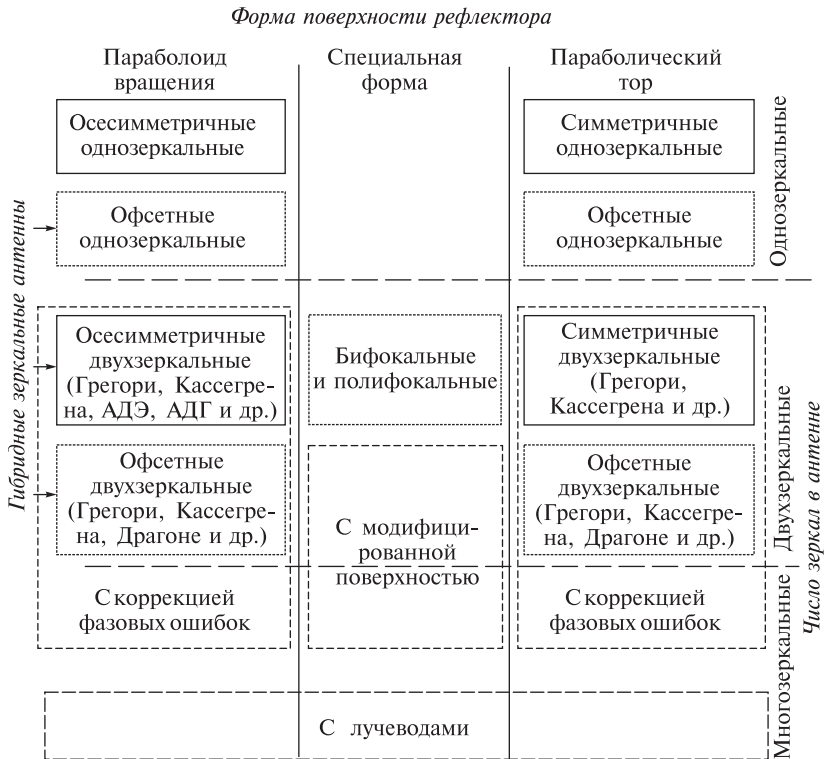 Форма поверхности рефлектора
Параболоид
вращения
Специальная
форма
Параболический
тор
Осесимметричные
однозеркальные
Симметричные
однозеркальные
Офсетные
однозеркальные
Офсетные
однозеркальные
Однозеркальные
Гибридные зеркальные антенны
Осесимметричные
двухзеркальные
(Грегори, Кассегре-
на, АДЭ, АДГ и др.)
Бифокальные
и полифокальные
Симметричные
двухзеркальные
(Грегори,
Кассегрена и др.)
Офсетные
двухзеркальные
(Грегори, Кассегре-
на, Драгоне и др.)
С модифици-
рованной
поверхностью
Офсетные
двухзеркальные
(Грегори, Кассегре-
на, Драгоне и др.)
Двухзеркальные
Число зеркал в антенне
С коррекцией
фазовых ошибок
С коррекцией
фазовых ошибок
Многозеркальные
С лучеводами